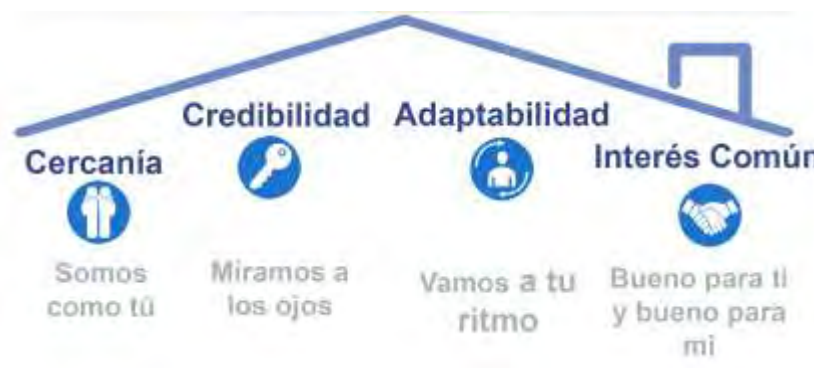 Cercanía
Somos
como tú
Credibilidad
Miramos a
los ojos
Adaptabilidad
Vamos a tu
ritmo
Interés Común
Bueno para ti
y bueno para
mi